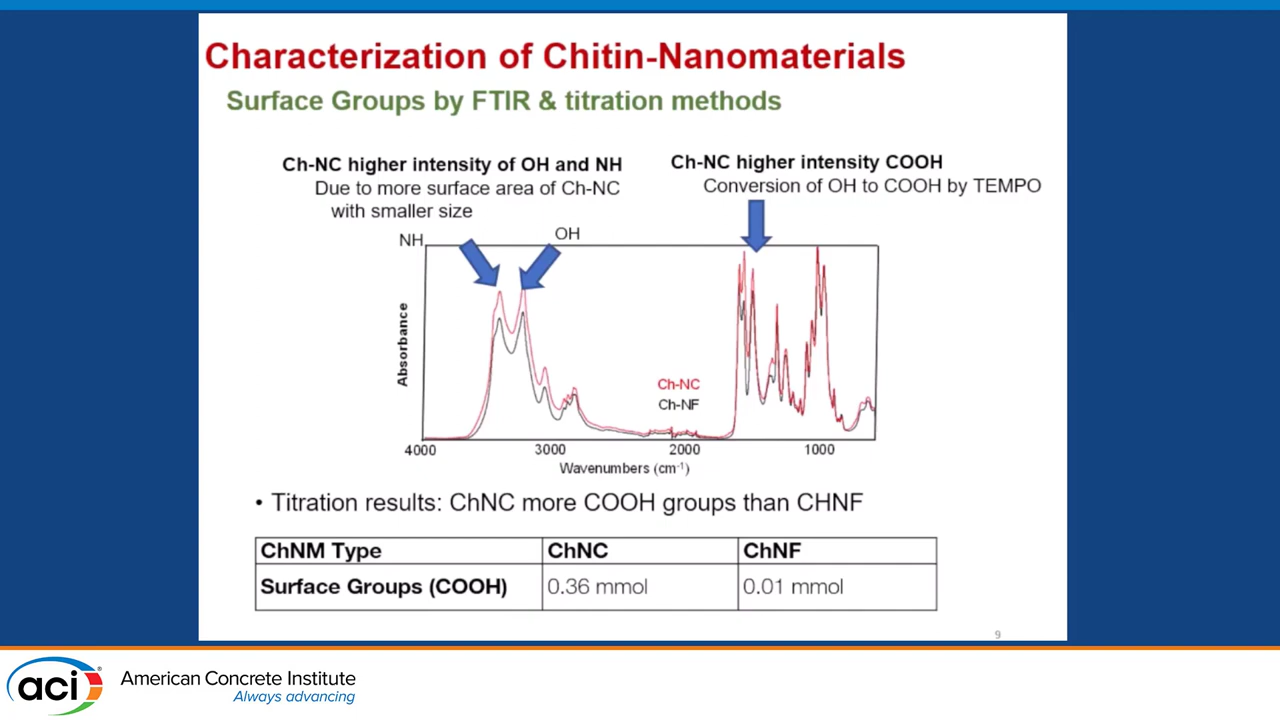 Characterization of Chitin-Nanomaterials
Surface Groups by FTIR & titration methods
Ch-NC higher intensity of OH and NH
Due to more surface area of Ch-NC
with smaller size
Ch-NC higher intensity COOH
Conversion of OH to COOH by TEMPO
NH
OH
Absorbance
Ch-NC
Ch-NF
4000 3000 2000 1000
Wavenumbers (cm⁻¹)
• Titration results: ChNC more COOH groups than CHNF
ChNM Type ChNC ChNF
Surface Groups (COOH) 0.36 mmol 0.01 mmol
9
aci® American Concrete Institute
Always advancing